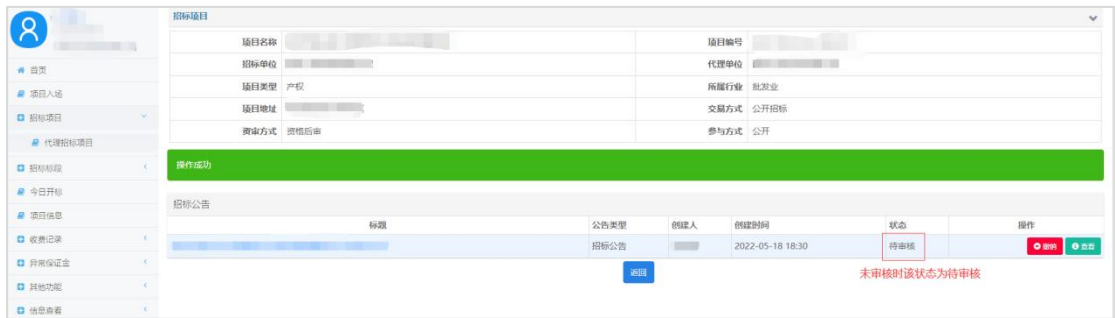 招标项目
项目名称
项目编号
招标单位
代理单位
项目类型 产权
所属行业 批发业
项目地址
交易方式 公开招标
资审方式 资格后审
参与方式 公开
首页
项目入场
招标项目
代理招标项目
招标标段
今日开标
项目信息
收费记录
异常保证金
其他功能
信息查看
操作成功
招标公告
标题 公告类型 创建人 创建时间 状态 操作
招标公告 2022-05-18 18:30 待审核 撤销 查看
返回
未审核时该状态为待审核